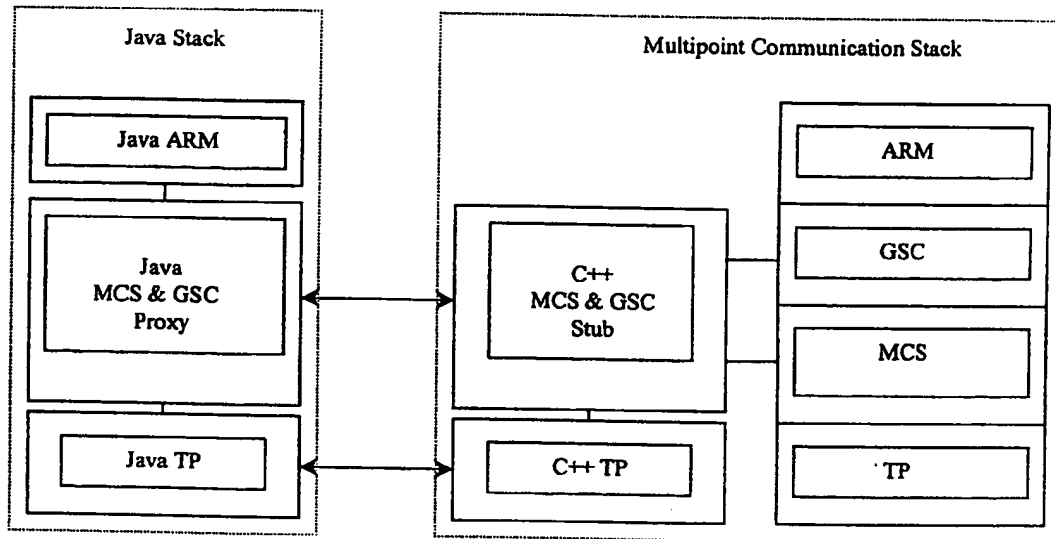 Java Stack
Multipoint Communication Stack
Java ARM
Java
MCS & GSC
Proxy
Java TP
C++
MCS & GSC
Stub
C++ TP
ARM
GSC
MCS
TP